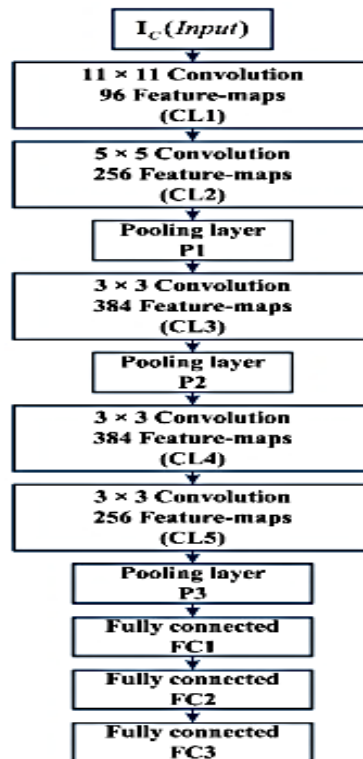 I_C (Input)
11 × 11 Convolution
96 Feature-maps
(CL1)
5 × 5 Convolution
256 Feature-maps
(CL2)
Pooling layer
P1
3 × 3 Convolution
384 Feature-maps
(CL3)
Pooling layer
P2
3 × 3 Convolution
384 Feature-maps
(CL4)
3 × 3 Convolution
256 Feature-maps
(CL5)
Pooling layer
P3
Fully connected
FC1
Fully connected
FC2
Fully connected
FC3